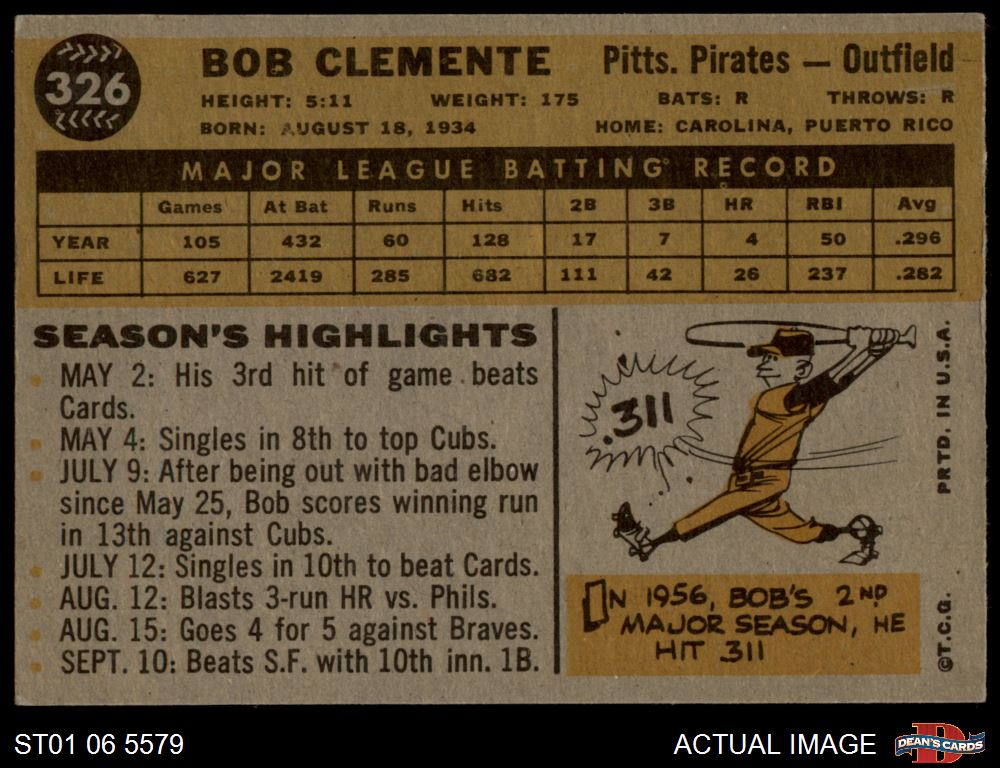 326
BOB CLEMENTE Pitts. Pirates — Outfield
HEIGHT: 5:11 WEIGHT: 175 BATS: R THROWS: R
BORN: AUGUST 18, 1934 HOME: CAROLINA, PUERTO RICO
MAJOR LEAGUE BATTING RECORD
Games At Bat Runs Hits 2B 3B HR RBI Avg
YEAR 105 432 60 128 17 7 4 50 .296
LIFE 627 2419 285 682 111 42 26 237 .282
SEASON'S HIGHLIGHTS
MAY 2: His 3rd hit of game beats
Cards.
MAY 4: Singles in 8th to top Cubs.
JULY 9: After being out with bad elbow
since May 25, Bob scores winning run
in 13th against Cubs.
JULY 12: Singles in 10th to beat Cards.
AUG. 12: Blasts 3-run HR vs. Phils.
AUG. 15: Goes 4 for 5 against Braves.
SEPT. 10: Beats S.F. with 10th inn. 1B.
.311
IN 1956, BOB'S 2ND
MAJOR SEASON, HE
HIT 311
PRTD. IN U.S.A.
©T.C.G.
ST01 06 5579
ACTUAL IMAGE
D
DEAN'S CARDS